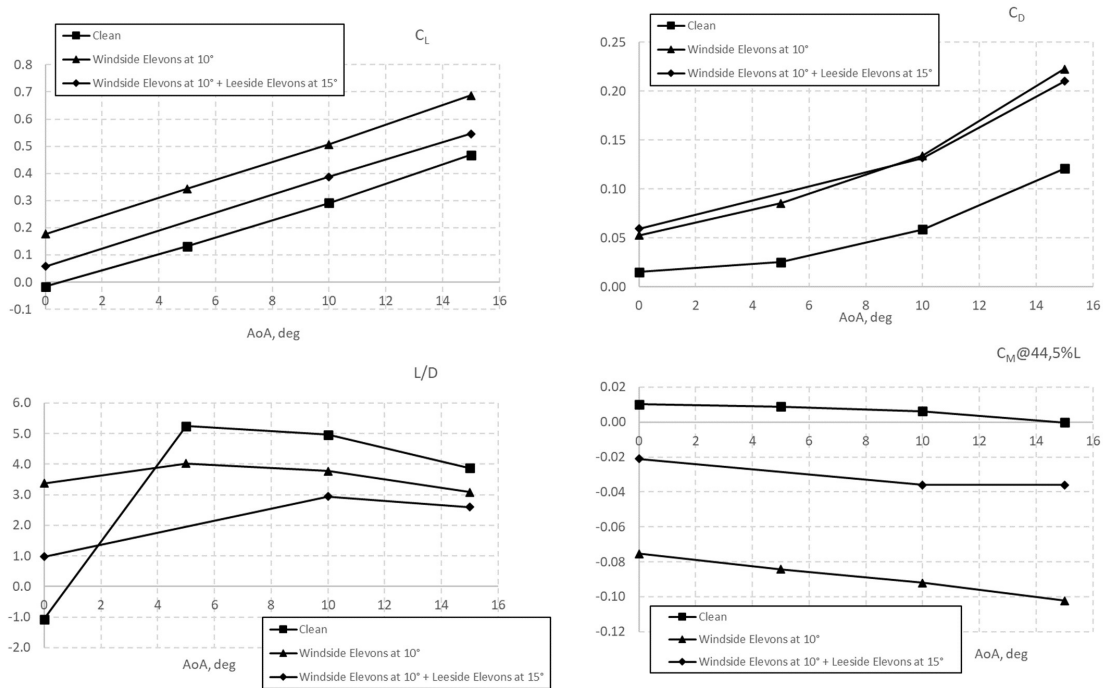 Clean
Windside Elevons at 10°
Windside Elevons at 10° + Leeside Elevons at 15°
C_L
0.8
0.7
0.6
0.5
0.4
0.3
0.2
0.1
0.0
-0.1
0 2 4 6 8 10 12 14 16
AoA, deg
Clean
Windside Elevons at 10°
Windside Elevons at 10° + Leeside Elevons at 15°
C_D
0.25
0.20
0.15
0.10
0.05
0.00
0 2 4 6 8 10 12 14 16
AoA, deg
L/D
6.0
5.0
4.0
3.0
2.0
1.0
0.0
-1.0
-2.0
0 2 4 6 8 10 12 14 16
AoA, deg
Clean
Windside Elevons at 10°
Windside Elevons at 10° + Leeside Elevons at 15°
C_M@44,5%L
0.02
0.00
-0.02
-0.04
-0.06
-0.08
-0.10
-0.12
0 2 4 6 8 10 12 14 16
Clean
Windside Elevons at 10°
Windside Elevons at 10° + Leeside Elevons at 15°
AoA, deg